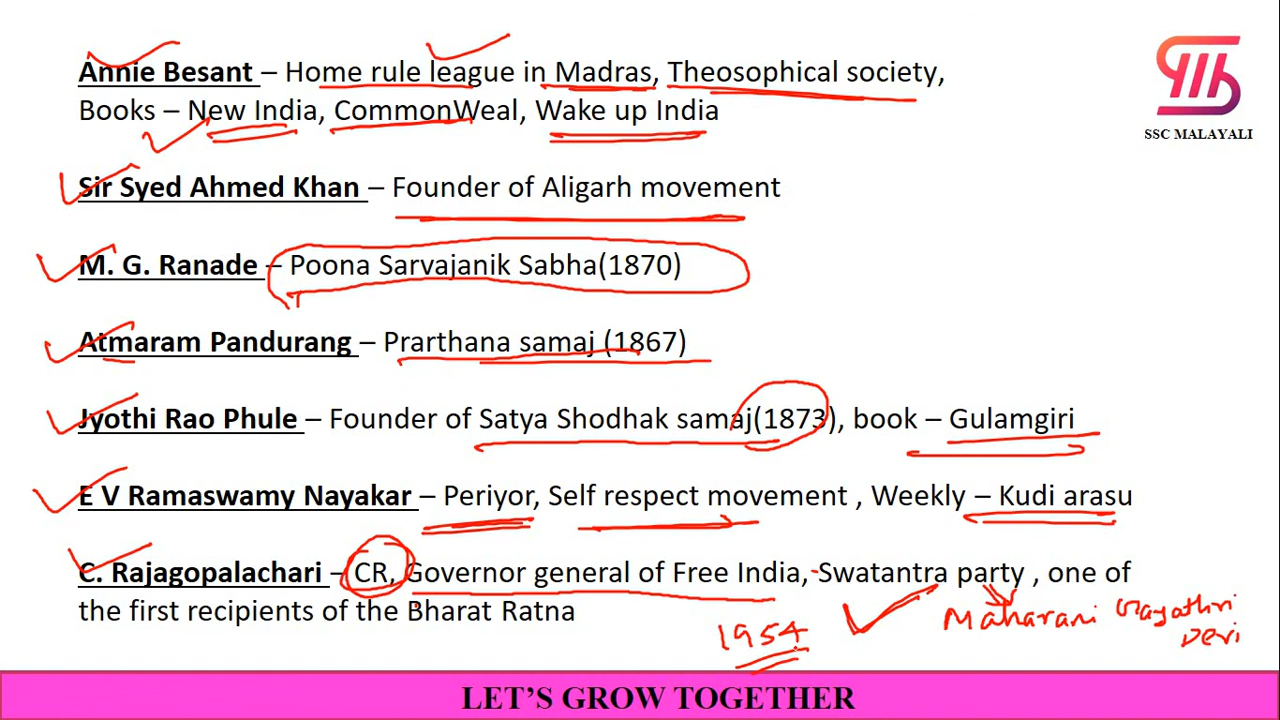 Annie Besant – Home rule league in Madras, Theosophical society,
Books – New India, CommonWeal, Wake up India
SSC MALAYALI
Sir Syed Ahmed Khan – Founder of Aligarh movement
M. G. Ranade – Poona Sarvajanik Sabha(1870)
Atmaram Pandurang – Prarthana samaj (1867)
Jyothi Rao Phule – Founder of Satya Shodhak samaj(1873), book – Gulamgiri
E V Ramaswamy Nayakar – Periyor, Self respect movement , Weekly – Kudi arasu
C. Rajagopalachari – CR, Governor general of Free India, Swatantra party , one of
the first recipients of the Bharat Ratna
1954
Maharani Gayathri
Devi
LET'S GROW TOGETHER